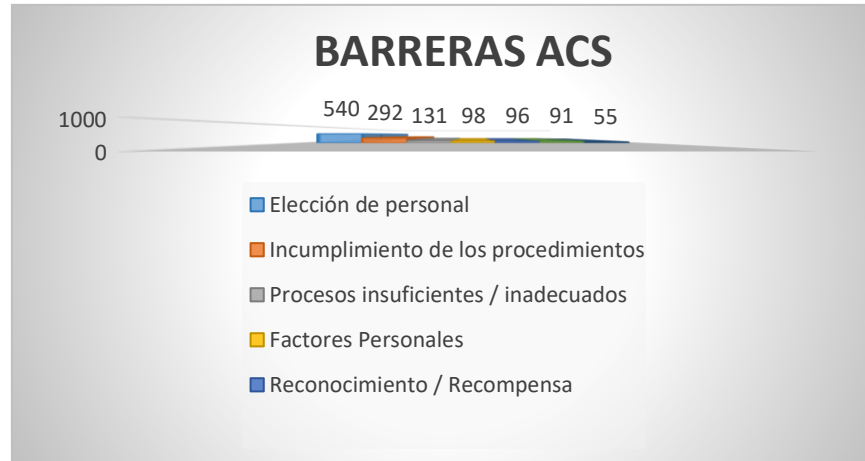 BARRERAS ACS
540 292 131 98 96 91 55
1000
0
Elección de personal
Incumplimiento de los procedimientos
Procesos insuficientes / inadecuados
Factores Personales
Reconocimiento / Recompensa